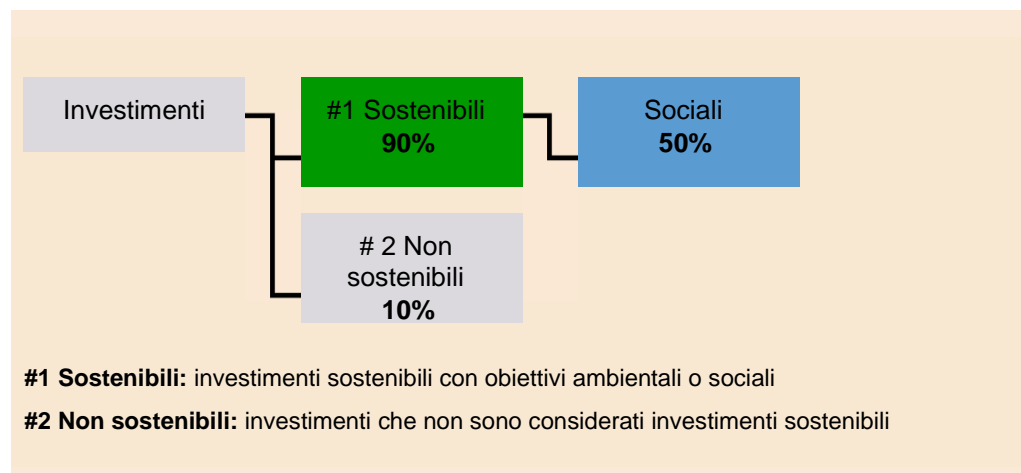 Investimenti
#1 Sostenibili
90%
Sociali
50%
# 2 Non
sostenibili
10%
#1 Sostenibili: investimenti sostenibili con obiettivi ambientali o sociali
#2 Non sostenibili: investimenti che non sono considerati investimenti sostenibili